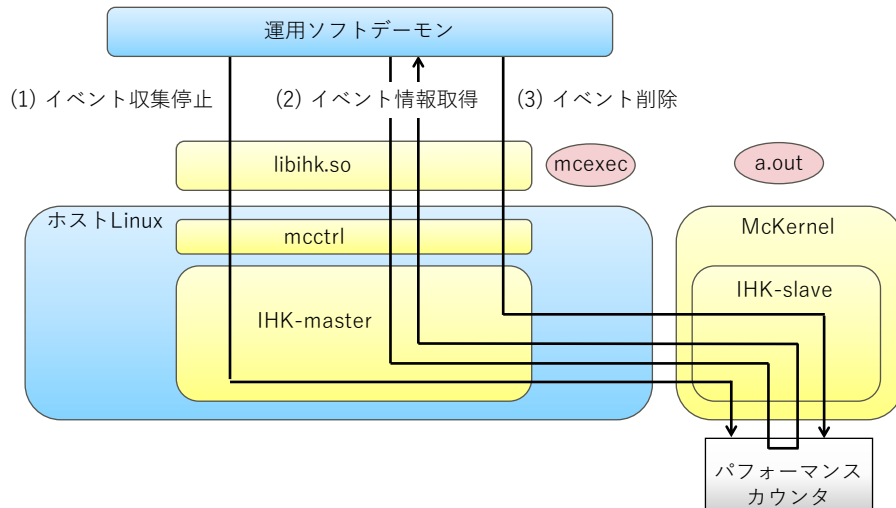 運用ソフトデーモン
(1) イベント収集停止
(2) イベント情報取得
(3) イベント削除
libihk.so
mcexec
a.out
ホストLinux
mcctrl
McKernel
IHK-master
IHK-slave
パフォーマンス
カウンタ